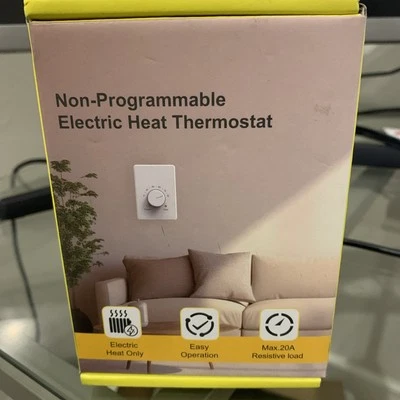 Non-Programmable
Electric Heat Thermostat
Electric
Heat Only
Easy
Operation
Max.20A
Resistive load